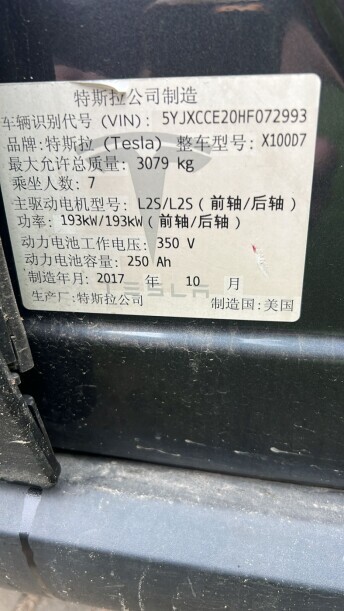 特斯拉公司制造
车辆识别代号 (VIN): 5YJXCCE20HF072993
品牌:特斯拉 (Tesla) 整车型号: X100D7
最大允许总质量: 3079 kg
乘坐人数: 7
主驱动电机型号: L2S/L2S(前轴/后轴)
功率: 193kW/193kW(前轴/后轴)
动力电池工作电压: 350 V
动力电池容量: 250 Ah
制造年月: 2017 年 10 月
TESLA
生产厂: 特斯拉公司 制造国: 美国